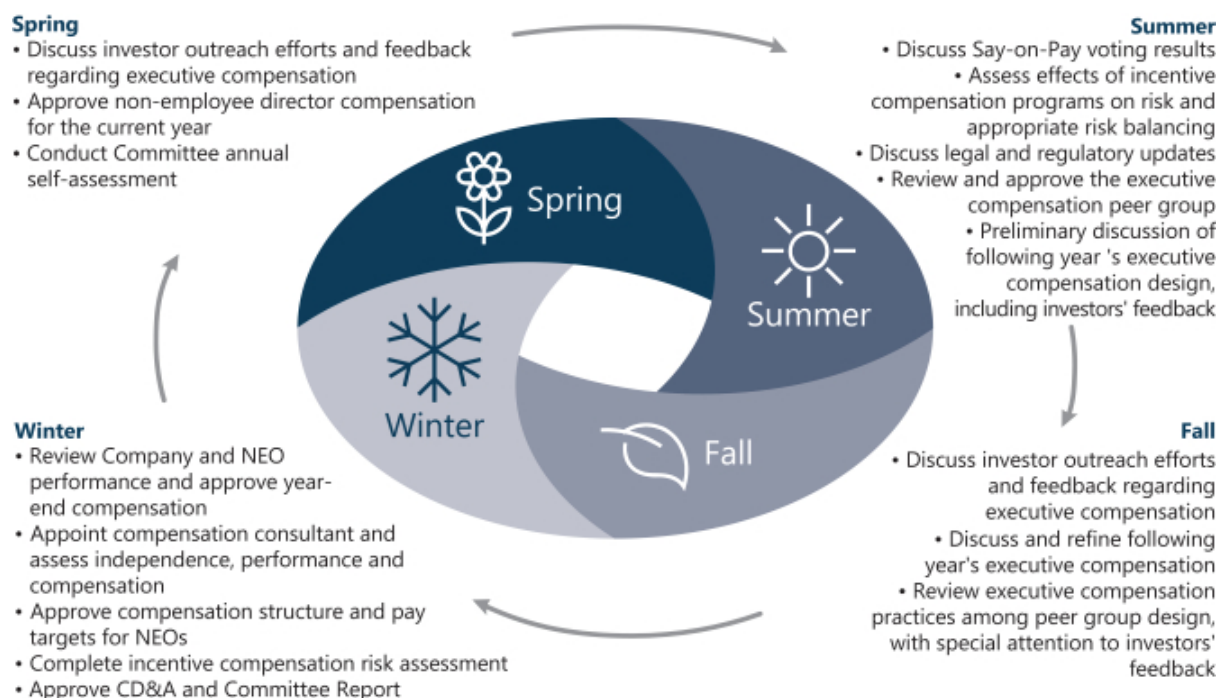 Spring
• Discuss investor outreach efforts and feedback
regarding executive compensation
• Approve non-employee director compensation
for the current year
• Conduct Committee annual
self-assessment
Summer
• Discuss Say-on-Pay voting results
• Assess effects of incentive
compensation programs on risk and
appropriate risk balancing
• Discuss legal and regulatory updates
• Review and approve the executive
compensation peer group
• Preliminary discussion of
following year 's executive
compensation design,
including investors' feedback
Spring
Summer
Winter
Fall
Winter
• Review Company and NEO
performance and approve year-
end compensation
• Appoint compensation consultant and
assess independence, performance and
compensation
• Approve compensation structure and pay
targets for NEOs
• Complete incentive compensation risk assessment
• Approve CD&A and Committee Report
Fall
• Discuss investor outreach efforts
and feedback regarding
executive compensation
• Discuss and refine following
year's executive compensation
• Review executive compensation
practices among peer group design,
with special attention to investors'
feedback